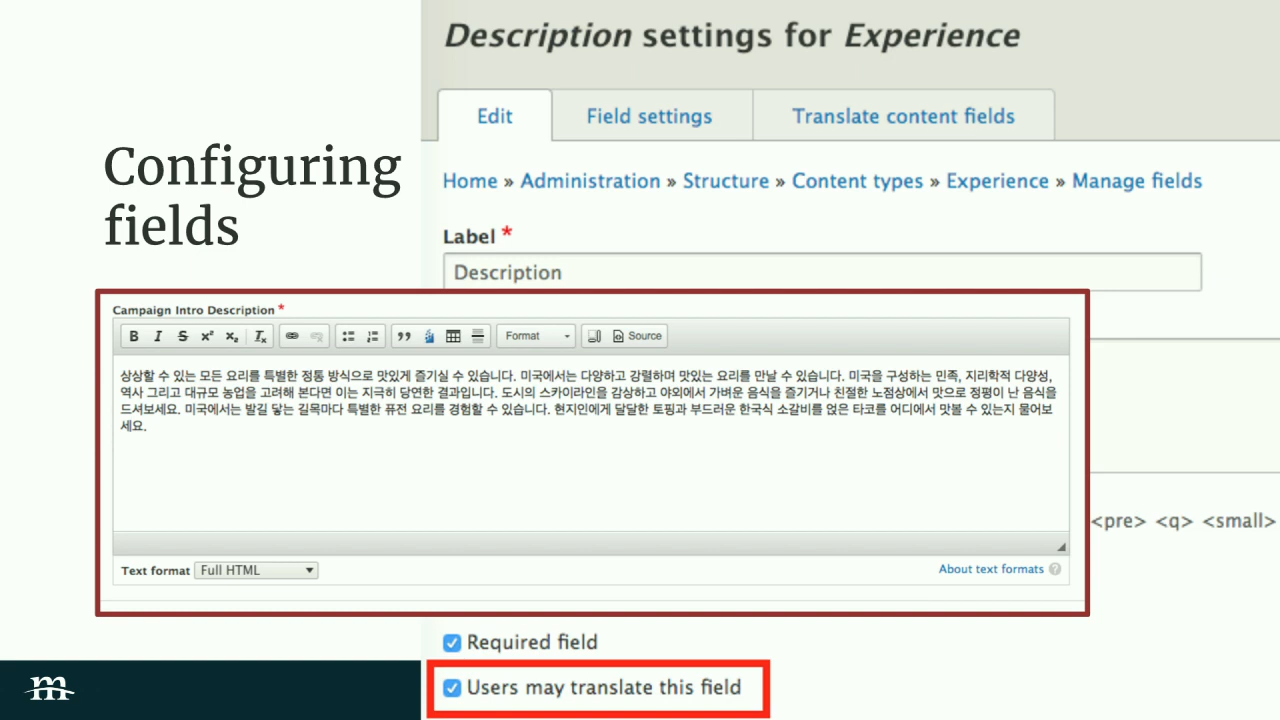 Description settings for Experience
Edit
Field settings
Translate content fields
Configuring
fields
Home » Administration » Structure » Content types » Experience » Manage fields
Label *
Description
Campaign Intro Description *
B I S x² x₂ Tx Format Source
상상할 수 있는 모든 요리를 특별한 정통 방식으로 맛있게 즐기실 수 있습니다. 미국에서는 다양하고 강렬하며 맛있는 요리를 만날 수 있습니다. 미국을 구성하는 민족, 지리학적 다양성,
역사 그리고 대규모 농업을 고려해 본다면 이는 지극히 당연한 결과입니다. 도시의 스카이라인을 감상하고 야외에서 가벼운 음식을 즐기거나 친절한 노점상에서 맛으로 정평이 난 음식을
드셔보세요. 미국에서는 발길 닿는 길목마다 특별한 퓨전 요리를 경험할 수 있습니다. 현지인에게 달달한 토핑과 부드러운 한국식 소갈비를 얹은 타코를 어디에서 맛볼 수 있는지 물어보
세요.
<pre> <q> <small>
Text format Full HTML
About text formats ?
Required field
Users may translate this field
m